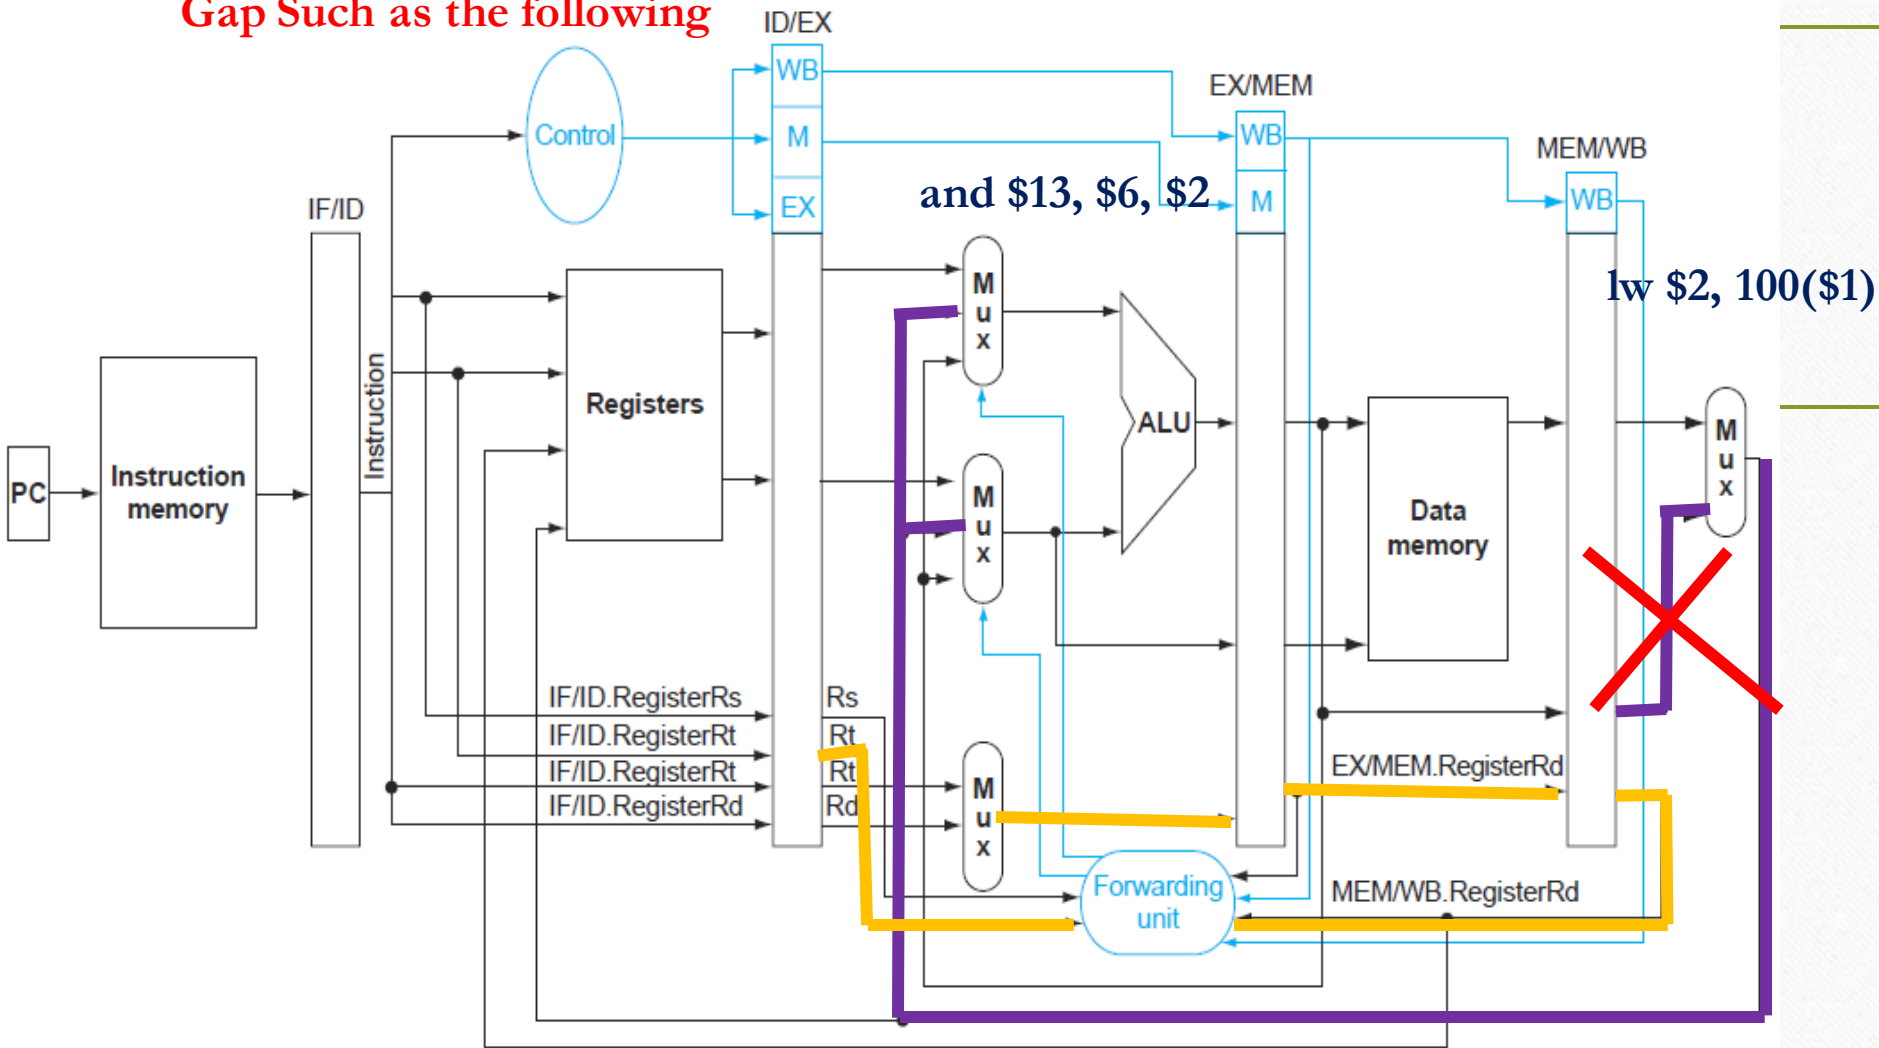 Gap Such as the following
ID/EX
WB
EX/MEM
Control
M
WB
MEM/WB
and $13, $6, $2
IF/ID
EX
M
WB
M
u
x
lw $2, 100($1)
Instruction
Registers
ALU
M
u
x
PC
Instruction
memory
M
u
x
Data
memory
IF/ID.RegisterRs
Rs
IF/ID.RegisterRt
Rt
IF/ID.RegisterRt
Rt
EX/MEM.RegisterRd
IF/ID.RegisterRd
Rd
M
u
x
Forwarding
unit
MEM/WB.RegisterRd